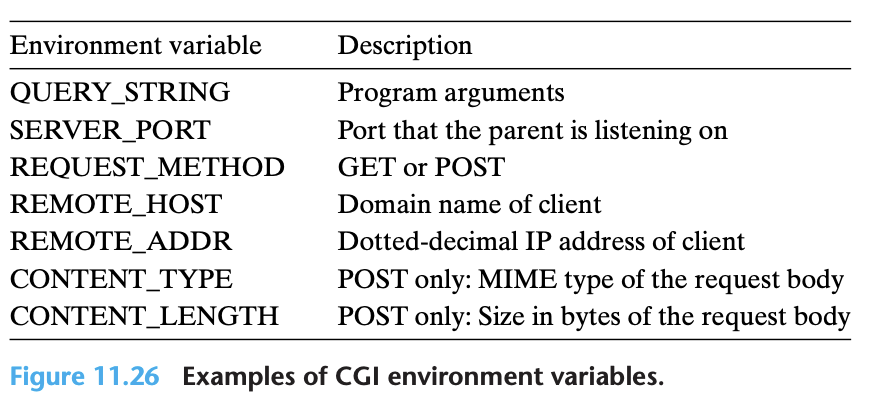 Environment variable Description
QUERY_STRING Program arguments
SERVER_PORT Port that the parent is listening on
REQUEST_METHOD GET or POST
REMOTE_HOST Domain name of client
REMOTE_ADDR Dotted-decimal IP address of client
CONTENT_TYPE POST only: MIME type of the request body
CONTENT_LENGTH POST only: Size in bytes of the request body
Figure 11.26 Examples of CGI environment variables.